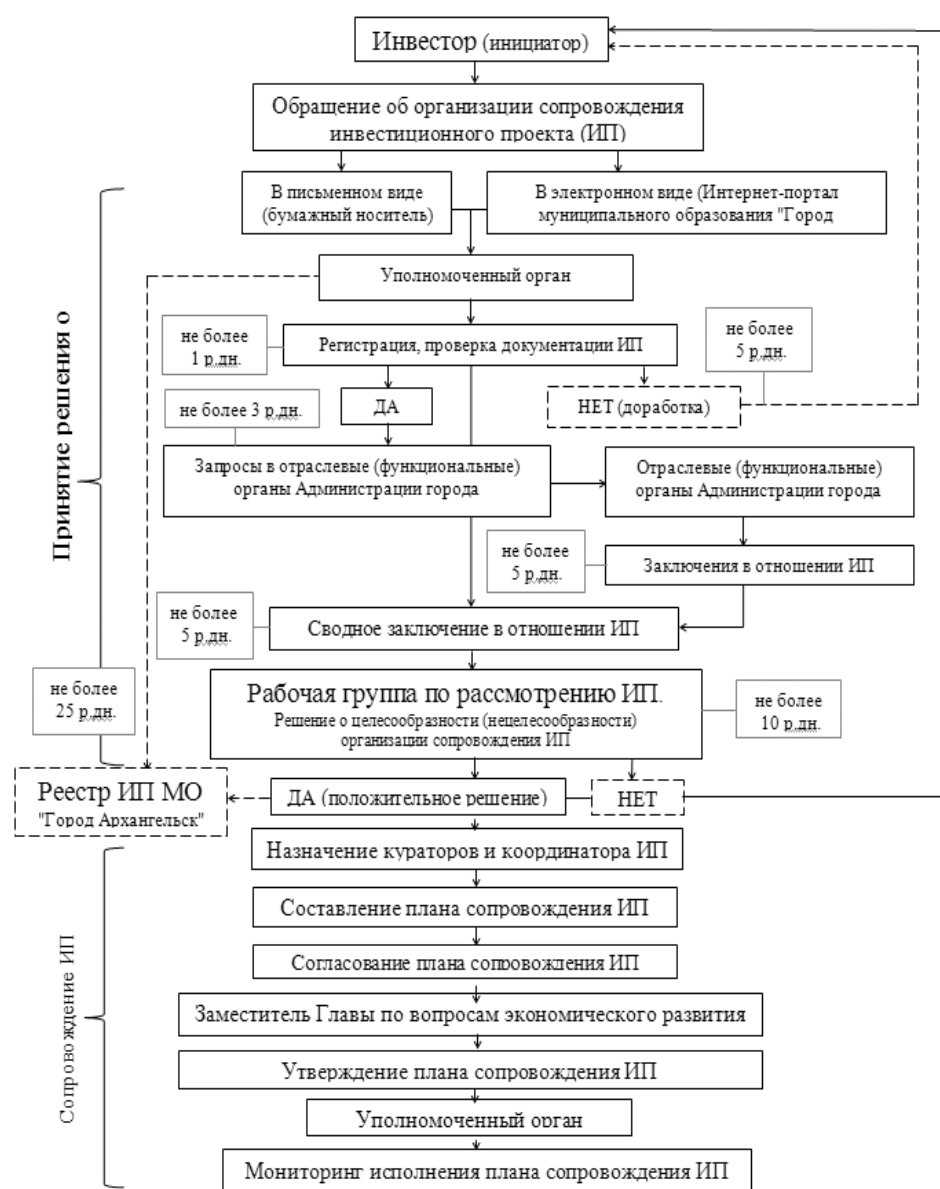 Инвестор (инициатор)
Обращение об организации сопровождения
инвестиционного проекта (ИП)
В письменном виде
(бумажный носитель)
В электронном виде (Интернет-портал
муниципального образования "Город
Уполномоченный орган
не более
1 р.дн.
Регистрация, проверка документации ИП
не более
5 р.дн.
ДА
НЕТ (доработка)
не более 3 р.дн.
Запросы в отраслевые (функциональные)
органы Администрации города
Отраслевые (функциональные)
органы Администрации города
не более
5 р.дн.
Заключения в отношении ИП
не более
5 р.дн.
Сводное заключение в отношении ИП
Принятие решения о
не более
25 р.дн.
Рабочая группа по рассмотрению ИП.
Решение о целесообразности (нецелесообразности)
организации сопровождения ИП
не более
10 р.дн.
Реестр ИП МО
"Город Архангельск"
ДА (положительное решение)
НЕТ
Сопровождение ИП
Назначение кураторов и координатора ИП
Составление плана сопровождения ИП
Согласование плана сопровождения ИП
Заместитель Главы по вопросам экономического развития
Утверждение плана сопровождения ИП
Уполномоченный орган
Мониторинг исполнения плана сопровождения ИП